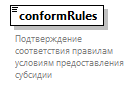 conformRules
Подтверждение
соответствия правилам
условиям предоставления
субсидии